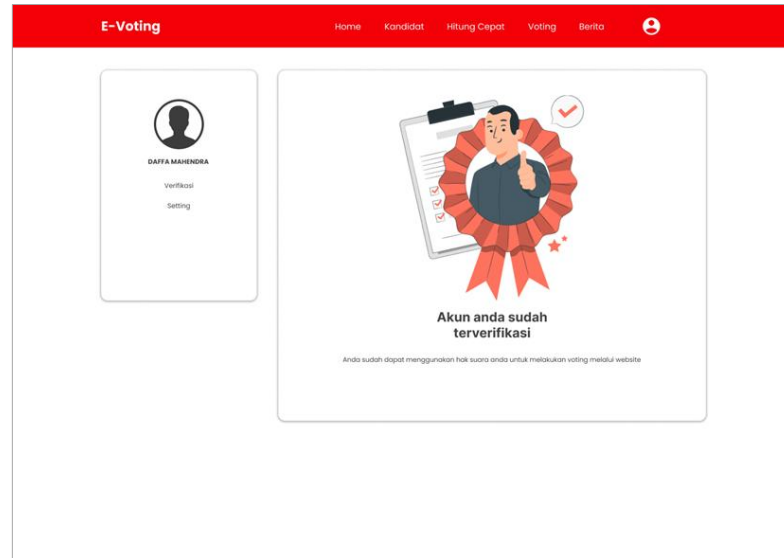 E-Voting
Home Kandidat Hitung Cepat Voting Berita
DAFFA MAHENDRA
Verifikasi
Setting
Akun anda sudah
terverifikasi
Anda sudah dapat menggunakan hak suara anda untuk melakukan voting melalui website